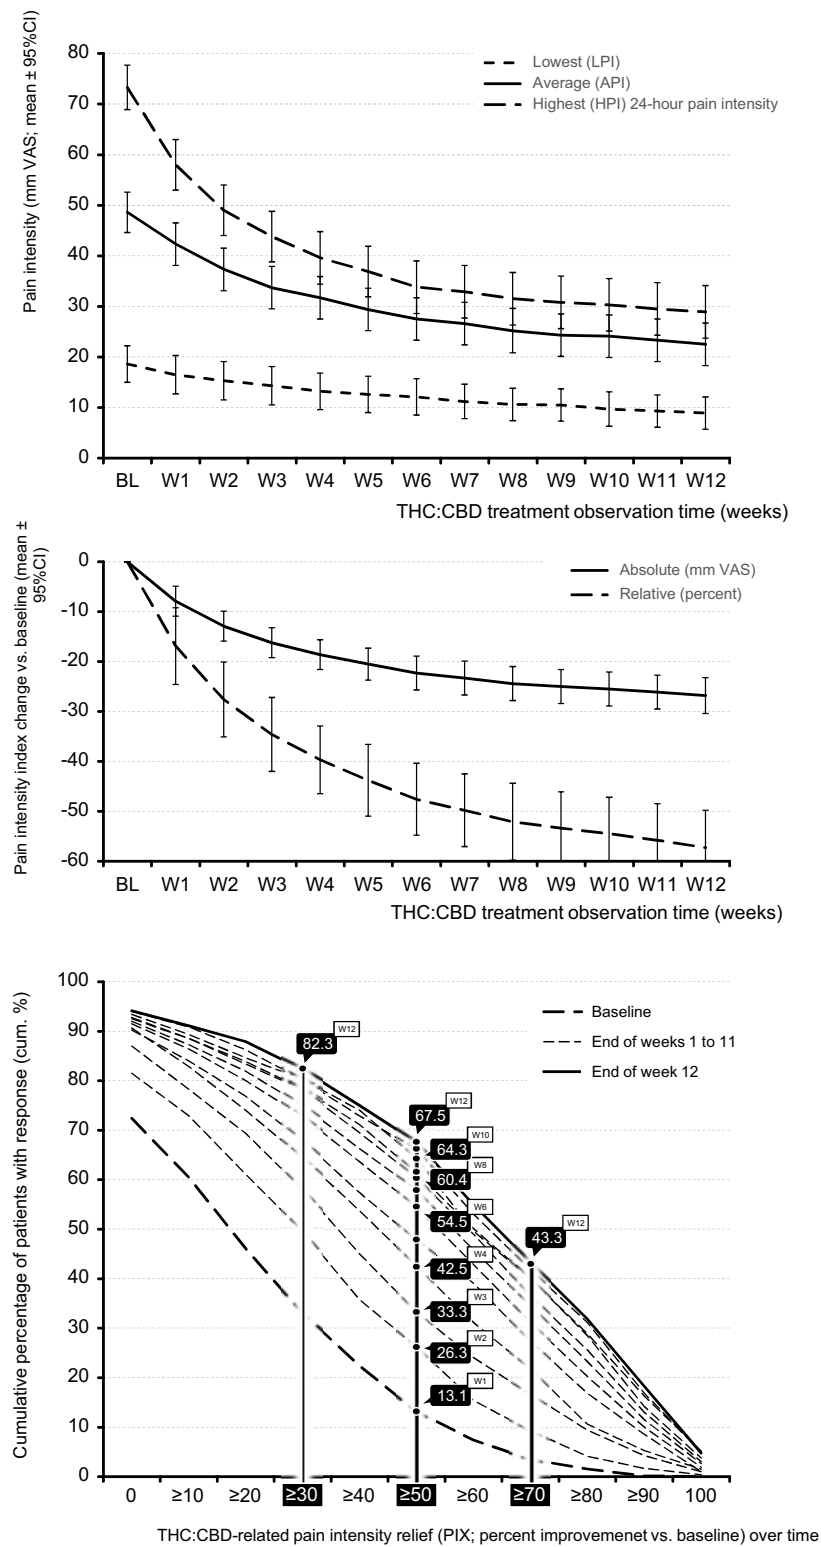 Pain intensity (mm VAS; mean ± 95%CI)
80
70
60
50
40
30
20
10
0
Lowest (LPI)
Average (API)
Highest (HPI) 24-hour pain intensity
BL W1 W2 W3 W4 W5 W6 W7 W8 W9 W10 W11 W12
THC:CBD treatment observation time (weeks)
Pain intensity index change vs. baseline (mean ±
95%CI)
0
-10
-20
-30
-40
-50
-60
Absolute (mm VAS)
Relative (percent)
BL W1 W2 W3 W4 W5 W6 W7 W8 W9 W10 W11 W12
THC:CBD treatment observation time (weeks)
Cumulative percentage of patients with response (cum. %)
100
90
80
70
60
50
40
30
20
10
0
Baseline
End of weeks 1 to 11
End of week 12
W12
82.3
W12
67.5
W10
64.3
W8
60.4
W6
54.5
W4
42.5
W3
33.3
W2
26.3
W1
13.1
W12
43.3
0 ≥10 ≥20 ≥30 ≥40 ≥50 ≥60 ≥70 ≥80 ≥90 100
THC:CBD-related pain intensity relief (PIX; percent improvemenet vs. baseline) over time